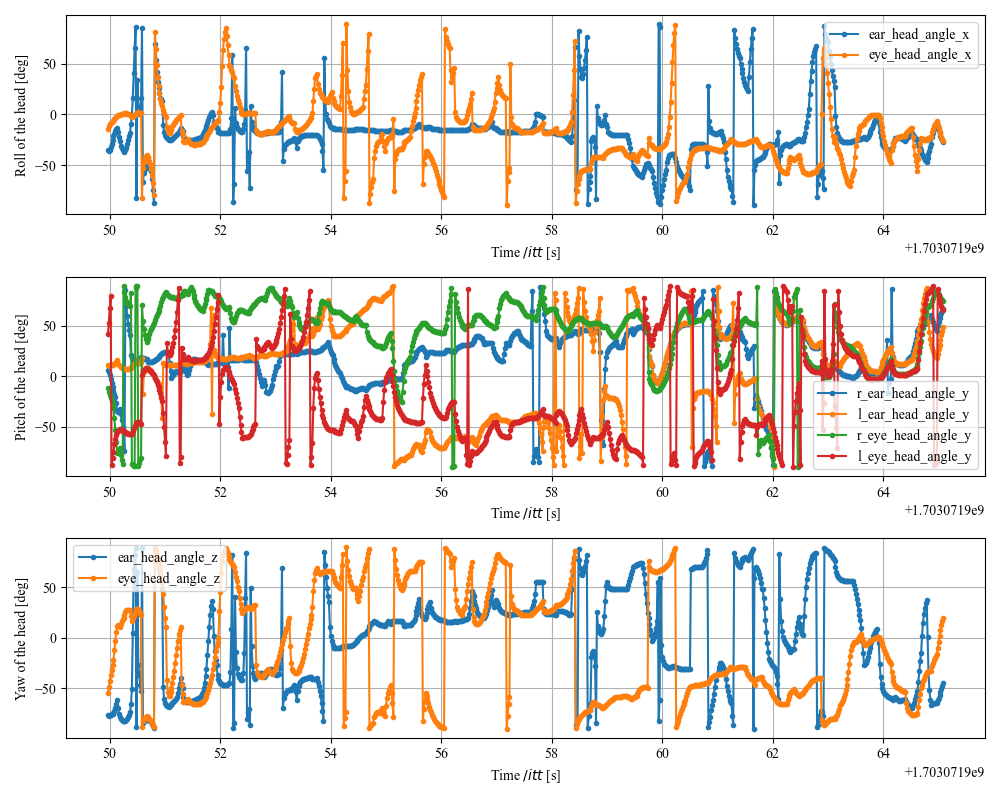 Roll of the head [deg]
50
0
−50
ear_head_angle_x
eye_head_angle_x
50 52 54 56 58 60 62 64
Time /itt [s]
+1.7030719e9
Pitch of the head [deg]
50
0
−50
r_ear_head_angle_y
l_ear_head_angle_y
r_eye_head_angle_y
l_eye_head_angle_y
50 52 54 56 58 60 62 64
Time /itt [s]
+1.7030719e9
Yaw of the head [deg]
50
0
−50
ear_head_angle_z
eye_head_angle_z
50 52 54 56 58 60 62 64
Time /itt [s]
+1.7030719e9